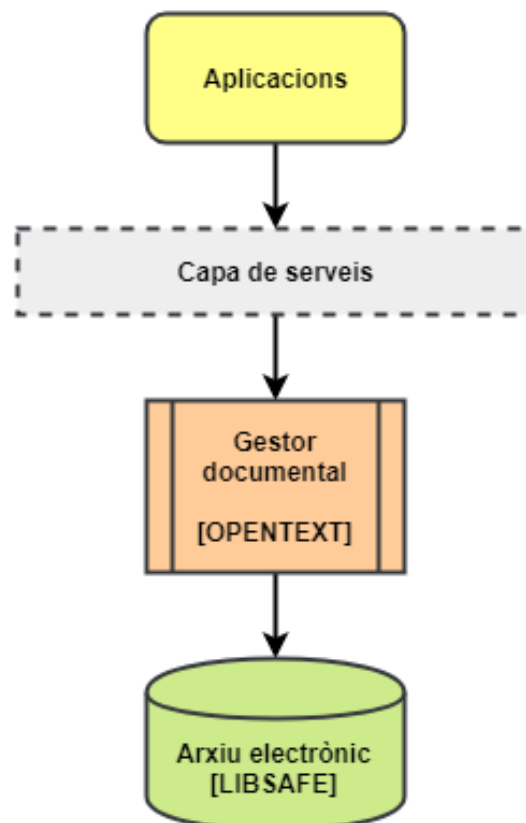 Aplicacions
Capa de serveis
Gestor
documental
[OPENTEXT]
Arxiu electrònic
[LIBSAFE]